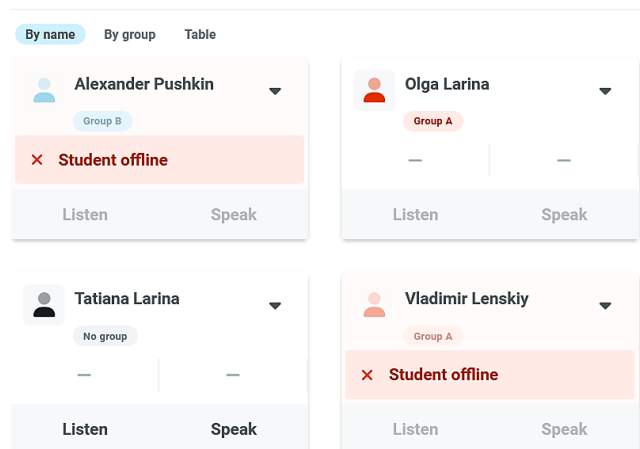 By name By group Table
Alexander Pushkin
Group B
Student offline
Listen Speak
Olga Larina
Group A
— —
Listen Speak
Tatiana Larina
No group
— —
Listen Speak
Vladimir Lenskiy
Group A
Student offline
Listen Speak